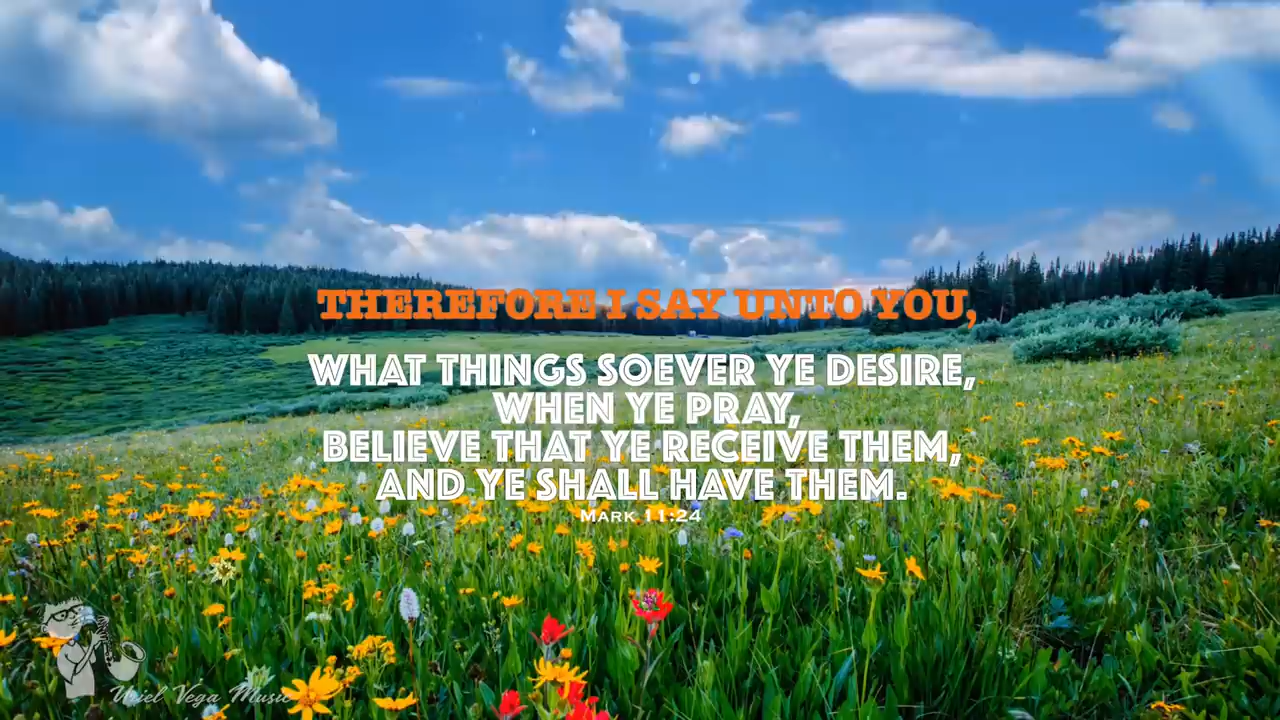 THEREFORE I SAY UNTO YOU,
WHAT THINGS SOEVER YE DESIRE,
WHEN YE PRAY,
BELIEVE THAT YE RECEIVE THEM,
AND YE SHALL HAVE THEM.
MARK 11:24
Uriel Vega Music